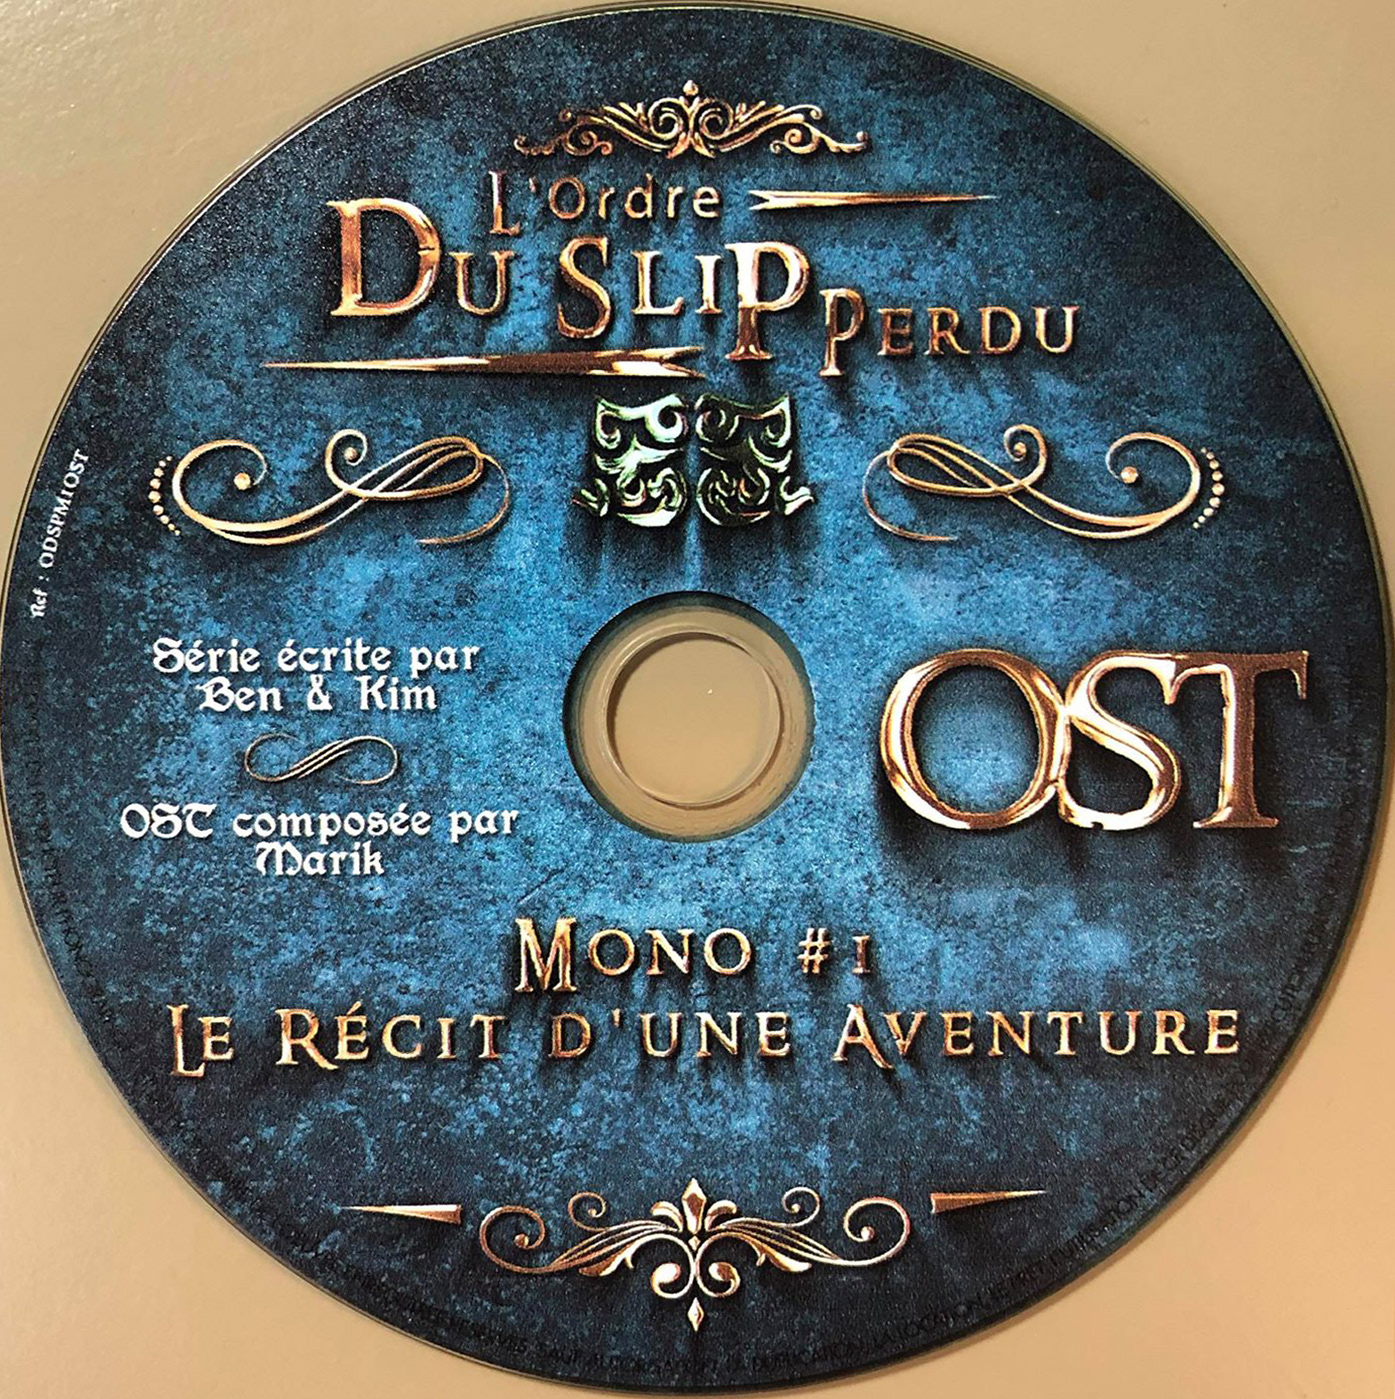 L'Ordre
Du Slip Perdu
Ref : ODSPM1OST
Série écrite par
Ben & Kim
OST composée par
Marik
OST
Mono #1
Le Récit d'une Aventure